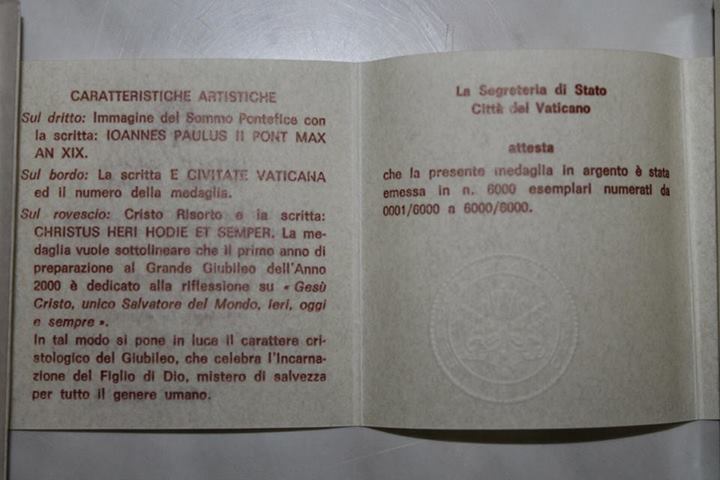 CARATTERISTICHE ARTISTICHE
Sul dritto: Immagine del Sommo Pontefice con
la scritta: IOANNES PAULUS II PONT MAX
AN XIX.
Sul bordo: La scritta E CIVITATE VATICANA
ed il numero della medaglia.
Sul rovescio: Cristo Risorto e la scritta:
CHRISTUS HERI HODIE ET SEMPER. La me-
daglia vuole sottolineare che il primo anno di
preparazione al Grande Giubileo dell'Anno
2000 è dedicato alla riflessione su « Gesù
Cristo, unico Salvatore del Mondo, ieri, oggi
e sempre ».
In tal modo si pone in luce il carattere cri-
stologico del Giubileo, che celebra l'Incarna-
zione del Figlio di Dio, mistero di salvezza
per tutto il genere umano.
La Segreteria di Stato
Città del Vaticano
attesta
che la presente medaglia in argento è stata
emessa in n. 6000 esemplari numerati da
0001/6000 a 6000/6000.